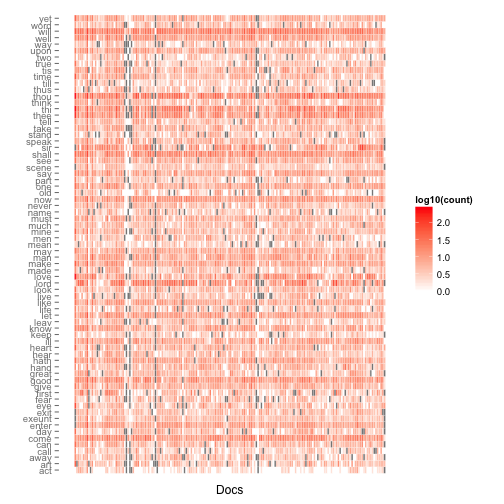 yet
word
will
well
way
upon
two
true
tis
time
till
thus
thou
think
thi
thee
tell
take
stand
speak
sir
shall
see
scene
say
part
one
old
now
never
name
must
much
mine
men
mean
may
man
make
made
love
lord
look
live
like
life
let
leav
know
keep
ill
heart
hear
hath
hand
great
good
give
first
fear
eye
exit
exeunt
enter
day
come
can
call
away
art
act
Docs
log10(count)
2.0
1.5
1.0
0.5
0.0